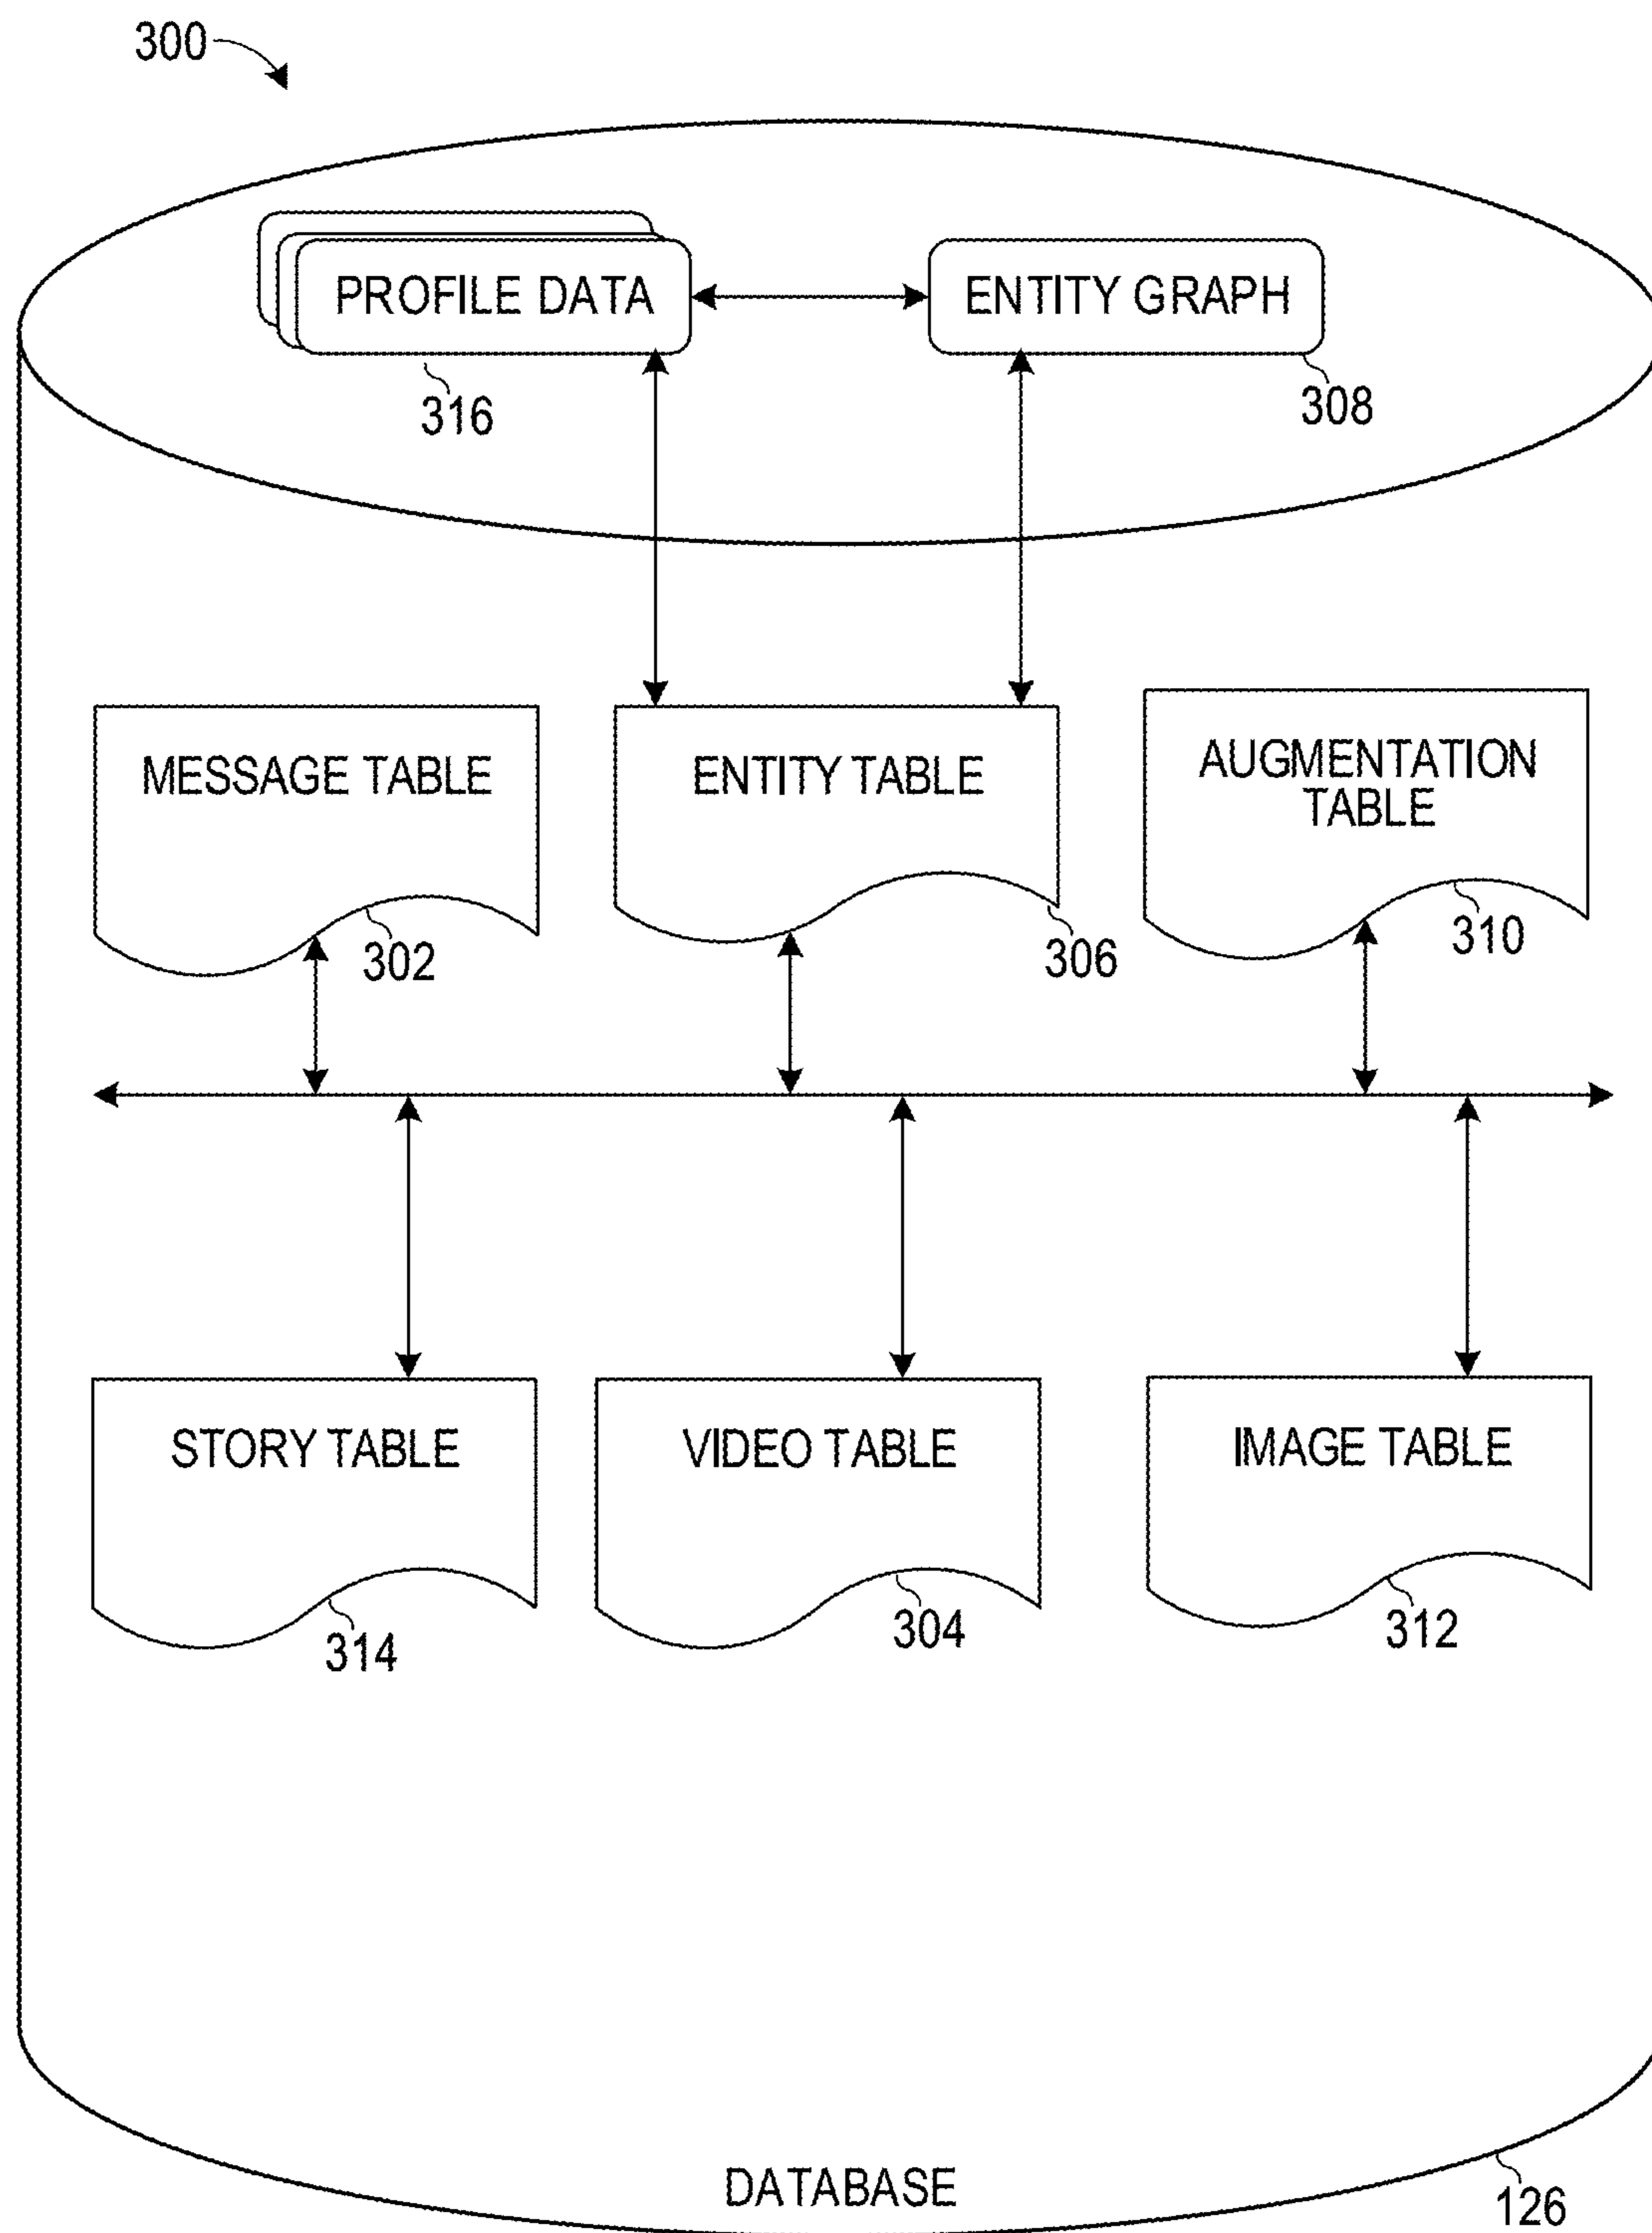 300
PROFILE DATA
ENTITY GRAPH
316
308
MESSAGE TABLE
ENTITY TABLE
AUGMENTATION
TABLE
302
306
310
STORY TABLE
VIDEO TABLE
IMAGE TABLE
314
304
312
DATABASE
126